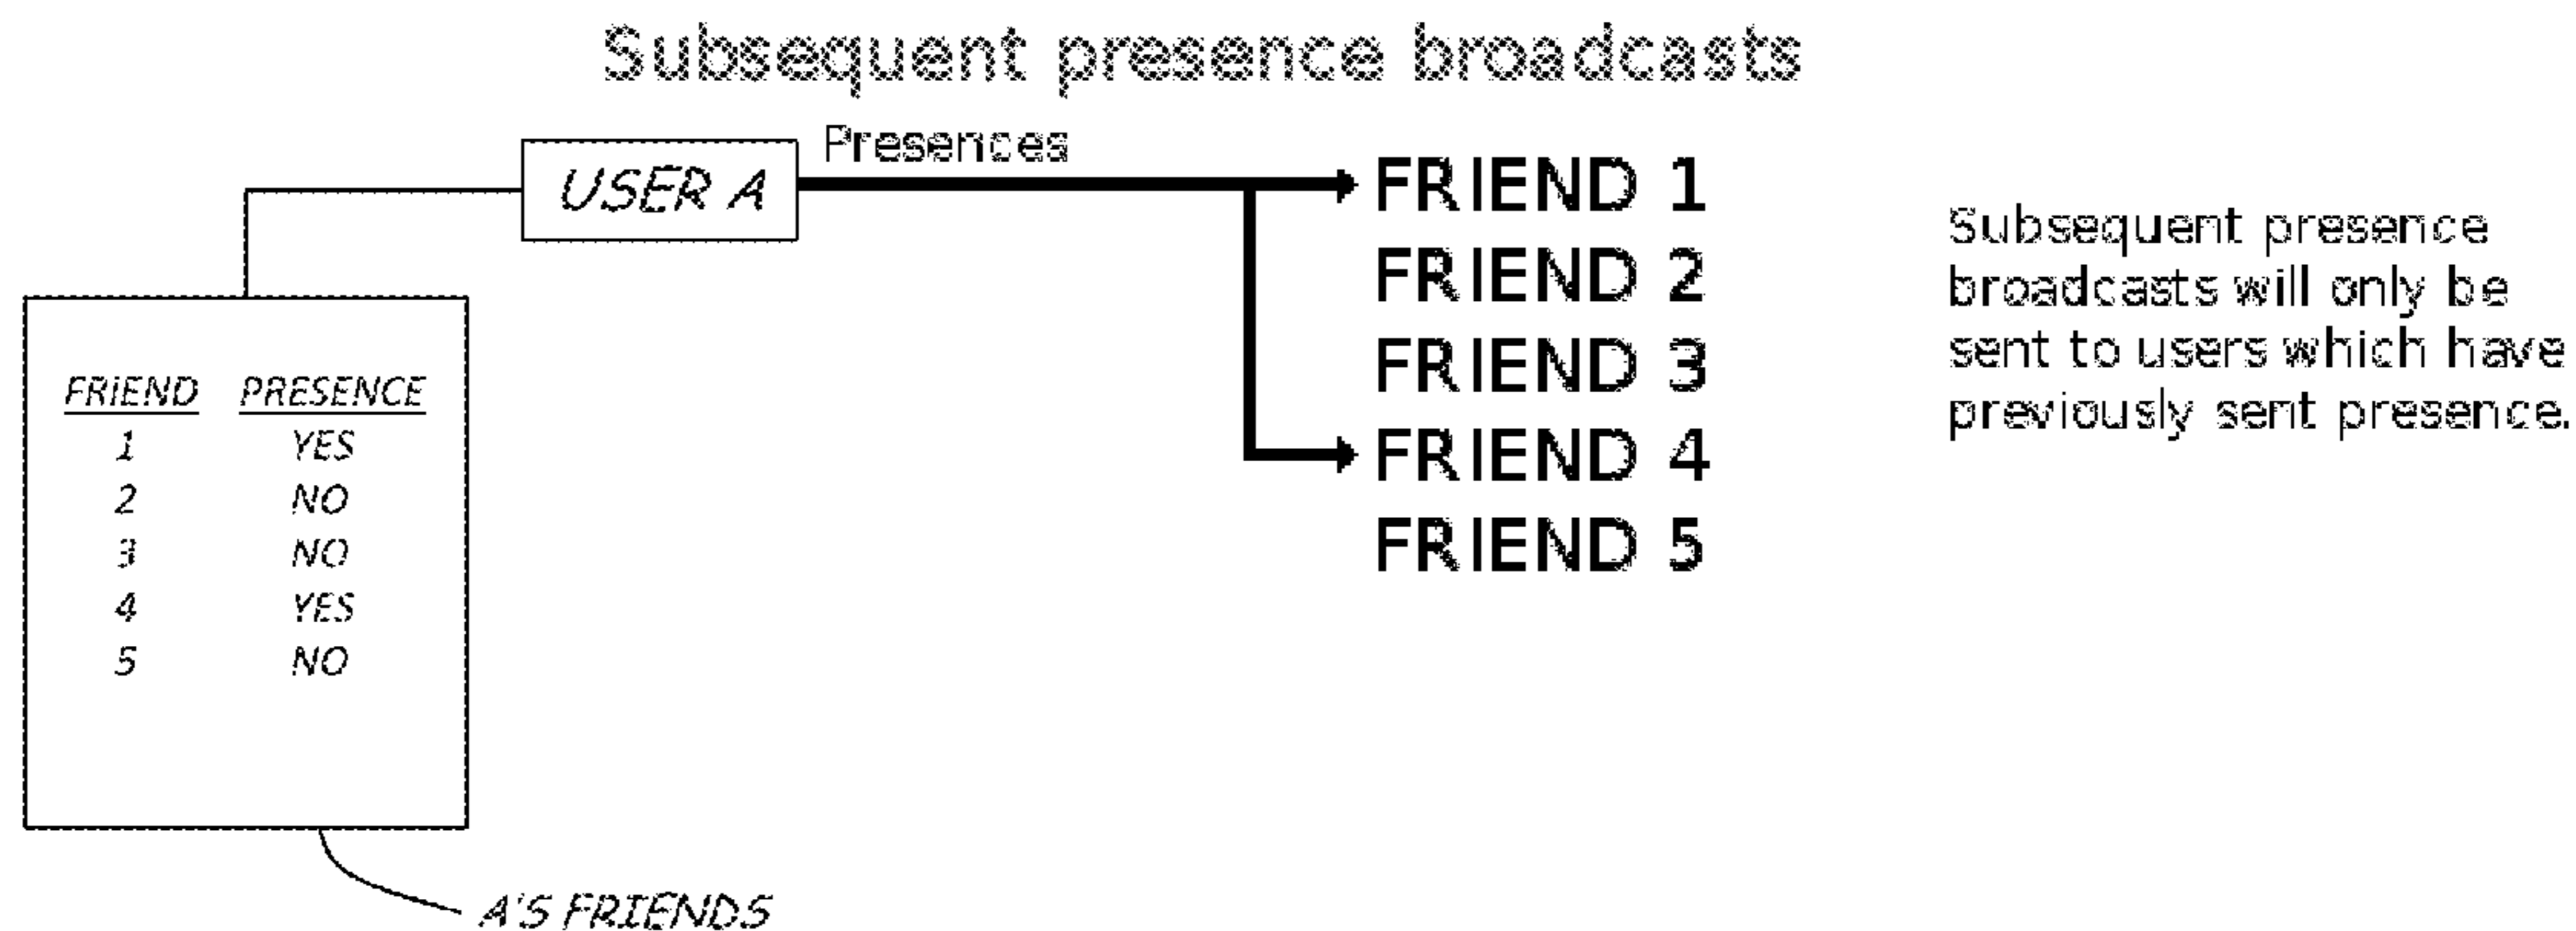 Subsequent presence broadcasts
USER A
Presences
FRIEND 1
FRIEND 2
FRIEND 3
FRIEND 4
FRIEND 5
Subsequent presence
broadcasts will only be
sent to users which have
previously sent presence.
FRIEND PRESENCE
1 YES
2 NO
3 NO
4 YES
5 NO
A'S FRIENDS